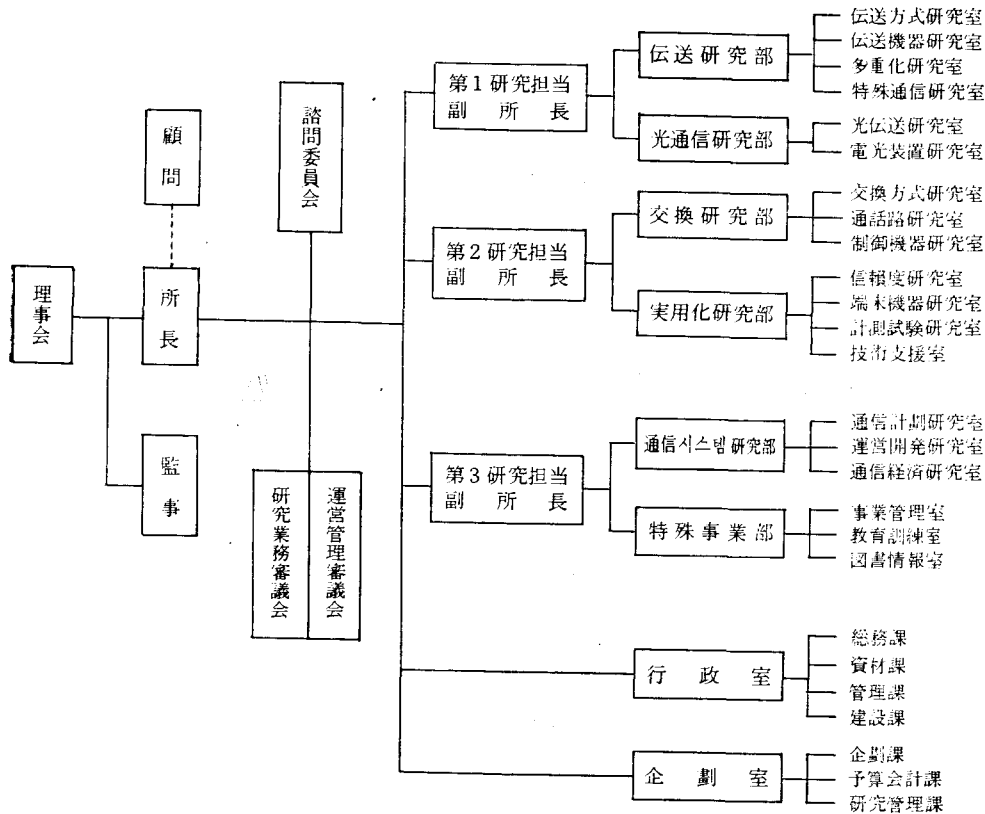 理事会
顧問
所長
監事
諮問委員会
研究業務審議会
運営管理審議会
第1研究担当
副所長
伝送研究部
伝送方式研究室
伝送機器研究室
多重化研究室
特殊通信研究室
光通信研究部
光伝送研究室
電光装置研究室
第2研究担当
副所長
交換研究部
交換方式研究室
通話路研究室
制御機器研究室
実用化研究部
信頼度研究室
端末機器研究室
計測試験研究室
技術支援室
第3研究担当
副所長
通信시스템研究部
通信計劃研究室
運営開発研究室
通信経済研究室
特殊事業部
事業管理室
教育訓練室
図書情報室
行政室
総務課
資材課
管理課
建設課
企劃室
企劃課
予算会計課
研究管理課